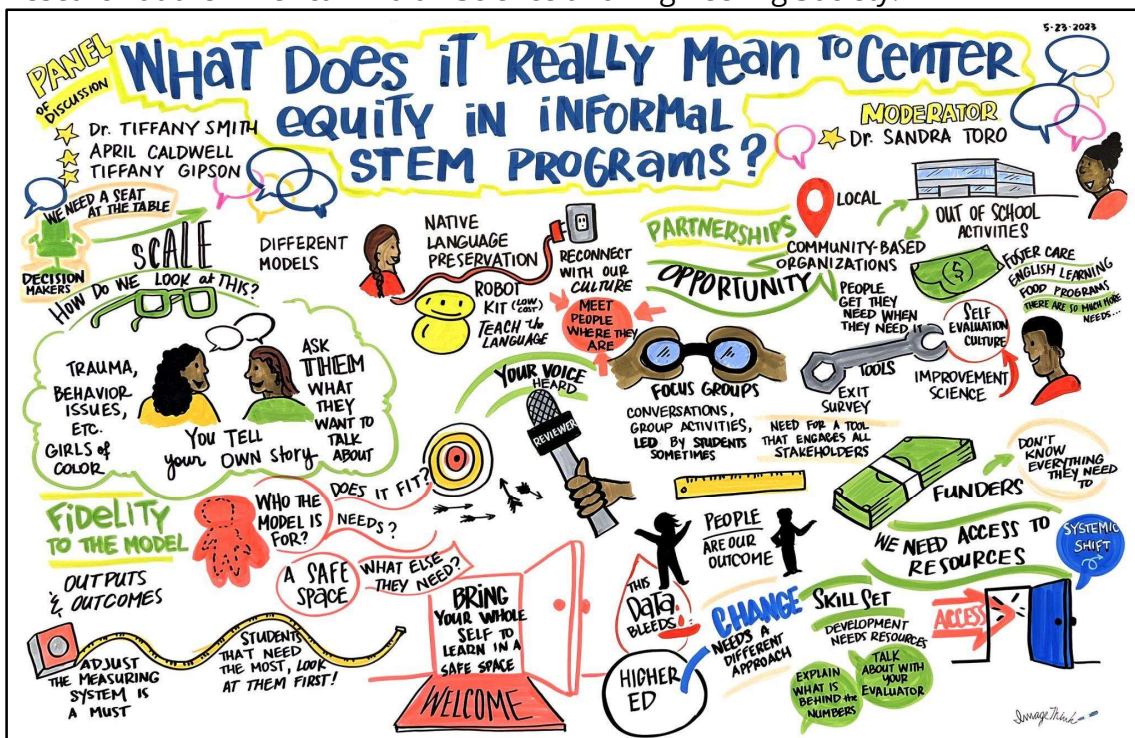 5-23-2023
PANEL
OF
DISCUSSION
WHAT DOES iT REALLY MEAN TO CENTER
EQUITY IN INFORMAL
STEM PROGRAMS?
Dr. TIFFANY SMITH
APRIL CALDWELL
TIFFANY GIPSON
MODERATOR
Dr. SANDRA TORO
WE NEED A SEAT
AT THE TABLE
DECISION
MAKERS
SCALE
HOW DO WE LOOK at THIS?
DIFFERENT
MODELS
TRAUMA,
BEHAVIOR
ISSUES,
ETC.
GIRLS of
COLOR
YOU TELL
your OWN story
ASK
THEM
WHAT
THEY
WANT TO
TALK
ABOUT
NATIVE
LANGUAGE
PRESERVATION
ROBOT
KIT (LOW COST)
TEACH the
LANGUAGE
RECONNECT
WITH OUR
CULTURE
MEET
PEOPLE
WHERE THEY
ARE
PARTNERSHIPS
OPPORTUNITY
LOCAL
COMMUNITY-BASED
ORGANIZATIONS
OUT OF SCHOOL
ACTIVITIES
PEOPLE
GET THEY
NEED WHEN
THEY NEED IT
FOSTER CARE
ENGLISH LEARNING
FOOD PROGRAMS
THERE ARE SO MUCH MORE
NEEDS...
SELF
EVALUATION
CULTURE
IMPROVEMENT
SCIENCE
TOOLS
EXIT
SURVEY
NEED FOR A TOOL
THAT ENGAGES ALL
STAKEHOLDERS
YOUR VOICE
HEARD
REVIEWER
FOCUS GROUPS
CONVERSATIONS,
GROUP ACTIVITIES,
LED BY STUDENTS
SOMETIMES
FUNDERS
DON'T
KNOW
EVERYTHING
THEY NEED
TO
FIDELITY
TO THE MODEL
WHO THE
MODEL IS
FOR?
DOES IT FIT?
NEEDS?
A SAFE
SPACE
WHAT ELSE
THEY NEED?
OUTPUTS
& OUTCOMES
ADJUST
THE MEASURING
SYSTEM IS
A MUST
STUDENTS
THAT NEED
THE MOST, LOOK
AT THEM FIRST!
BRING
YOUR WHOLE
SELF TO
LEARN IN A
SAFE SPACE
WELCOME
PEOPLE
ARE OUR
OUTCOME
THIS
DATA
BLEEDS
HIGHER
ED
CHANGE
NEEDS A
DIFFERENT
APPROACH
SKILL SET
DEVELOPMENT
NEEDS RESOURCES
EXPLAIN
WHAT IS
BEHIND the
NUMBERS
TALK
ABOUT WITH
YOUR
EVALUATOR
WE NEED ACCESS TO
RESOURCES
SYSTEMIC
SHIFT
ACCESS
ImageThink